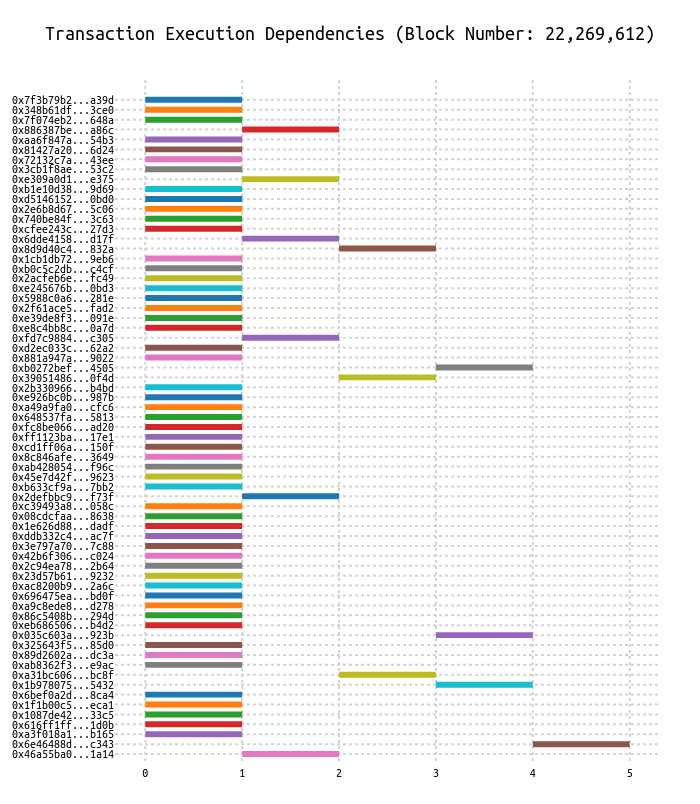 Transaction Execution Dependencies (Block Number: 22,269,612)
0x7f3b79b2...a39d
0x348b61df...3ce0
0x7f074eb2...648a
0x886387be...a86c
0xaa6f847a...54b3
0x81427a20...6d24
0x72132c7a...43ee
0x3cb1f8ae...53c2
0xe309a0d1...e375
0xb1e10d38...9d69
0xd5146152...0bd0
0x2e6b8d67...5c06
0x740be84f...3c63
0xcfee243c...27d3
0x6dde4158...d17f
0x8d9d40c4...832a
0x1cb1db72...9eb6
0xb0c5c2db...c4cf
0x2acfeb6e...fc49
0xe245676b...0bd3
0x5988c0a6...281e
0x2f61ace5...fad2
0xe39de8f3...091e
0xe8c4bb8c...0a7d
0xfd7c9884...c305
0xd2ec033c...62a2
0x881a947a...9022
0xb0272bef...4505
0x39051486...0f4d
0x2b330966...b4bd
0xe926bc0b...987b
0xa49a9fa0...cfc6
0x648537fa...5813
0xfc8be066...ad20
0xff1123ba...17e1
0xcd1ff06a...150f
0x8c846afe...3649
0xab428054...f96c
0x45e7d42f...9623
0xb633cf9a...7bb2
0x2defbbc9...f73f
0xc39493a8...058c
0x08cdcfaa...8638
0x1e626d88...dadf
0xddb332c4...ac7f
0x3e797a70...7c88
0x42b6f306...c024
0x2c94ea78...2b64
0x23d57b61...9232
0xac8200b9...2a6c
0x696475ea...bd0f
0xa9c8ede8...d278
0x86c5408b...294d
0xeb686506...b4d2
0x035c603a...923b
0x325643f5...85d0
0x89d2602a...dc3a
0xab8362f3...e9ac
0xa31bc606...bc8f
0x1b978075...5432
0x6bef0a2d...8ca4
0x1f1b00c5...eca1
0x1087de42...33c5
0x616ff1ff...1d0b
0xa3f018a1...b165
0x6e46488d...c343
0x46a55ba0...1a14
0 1 2 3 4 5